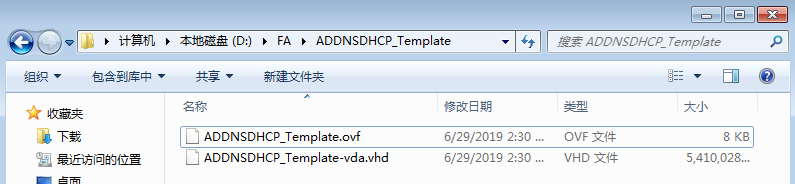 计算机 本地磁盘 (D:) FA ADDNSDHCP_Template 搜索 ADDNSDHCP_Template
组织 包含到库中 共享 新建文件夹
收藏夹 名称 修改日期 类型 大小
下载 ADDNSDHCP_Template.ovf 6/29/2019 2:30 ... OVF 文件 8 KB
最近访问的位置 ADDNSDHCP_Template-vda.vhd 6/29/2019 2:30 ... VHD 文件 5,410,028...
桌面